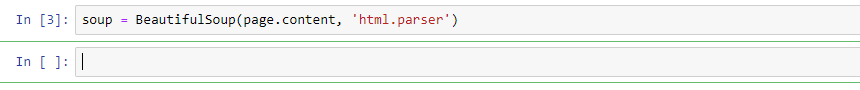 In [3]: soup = BeautifulSoup(page.content, 'html.parser')
In [ ]: